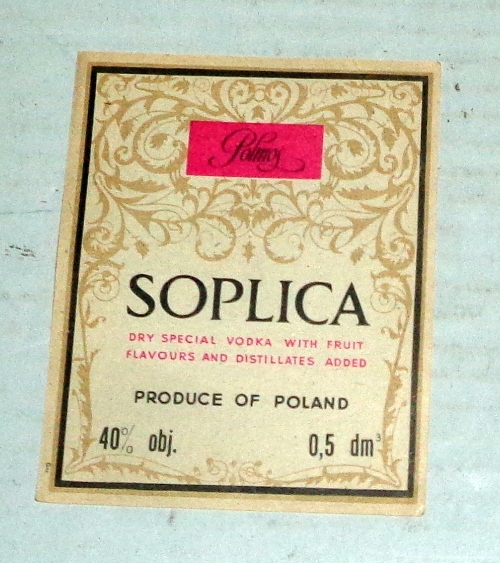 Polmos
SOPLICA
DRY SPECIAL VODKA WITH FRUIT
FLAVOURS AND DISTILLATES ADDED
PRODUCE OF POLAND
40% obj. 0,5 dm³